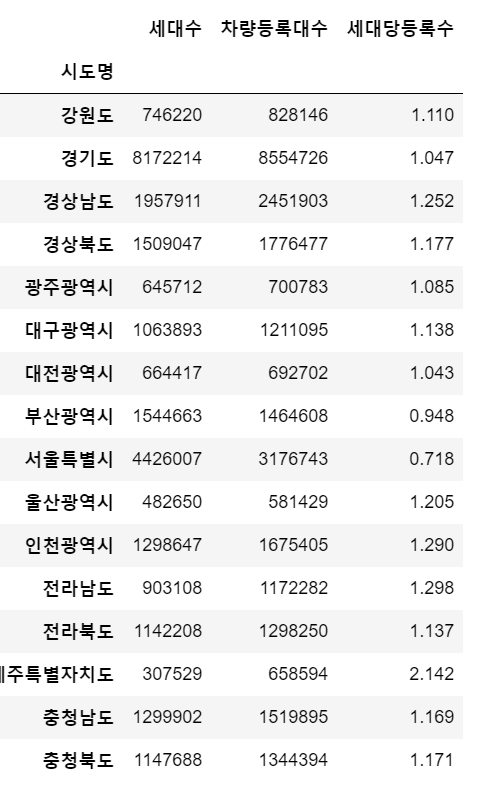 세대수 차량등록대수 세대당등록수
시도명
강원도 746220 828146 1.110
경기도 8172214 8554726 1.047
경상남도 1957911 2451903 1.252
경상북도 1509047 1776477 1.177
광주광역시 645712 700783 1.085
대구광역시 1063893 1211095 1.138
대전광역시 664417 692702 1.043
부산광역시 1544663 1464608 0.948
서울특별시 4426007 3176743 0.718
울산광역시 482650 581429 1.205
인천광역시 1298647 1675405 1.290
전라남도 903108 1172282 1.298
전라북도 1142208 1298250 1.137
제주특별자치도 307529 658594 2.142
충청남도 1299902 1519895 1.169
충청북도 1147688 1344394 1.171